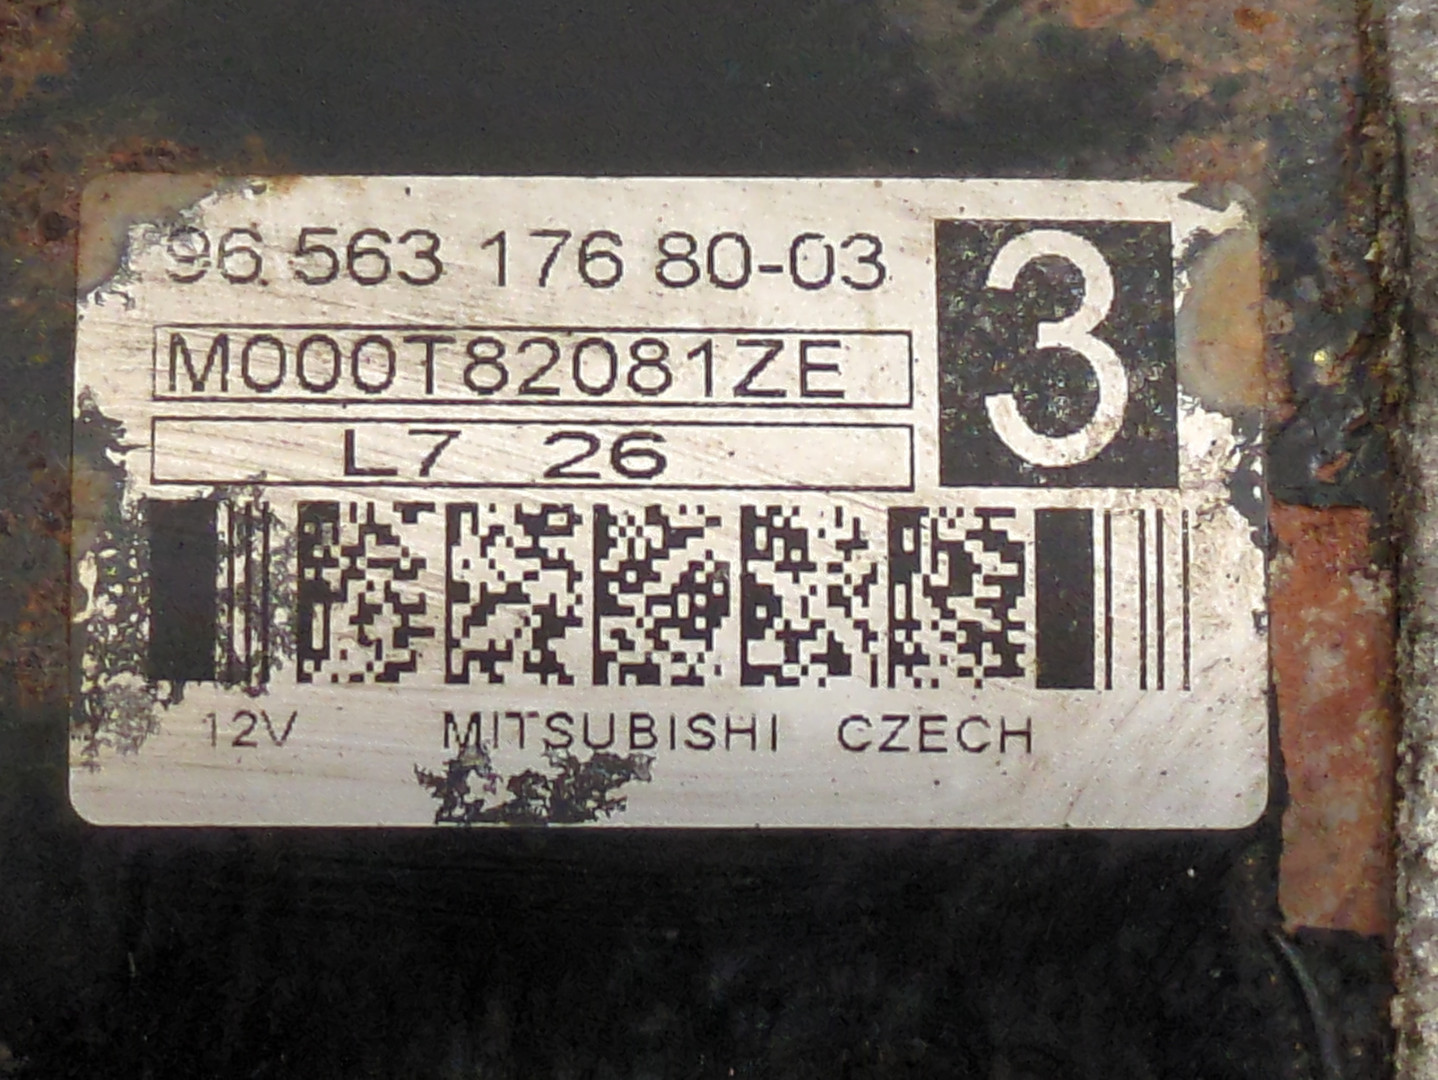 96 563 176 80-03
3
M000T82081ZE
L7 26
12V MITSUBISHI CZECH